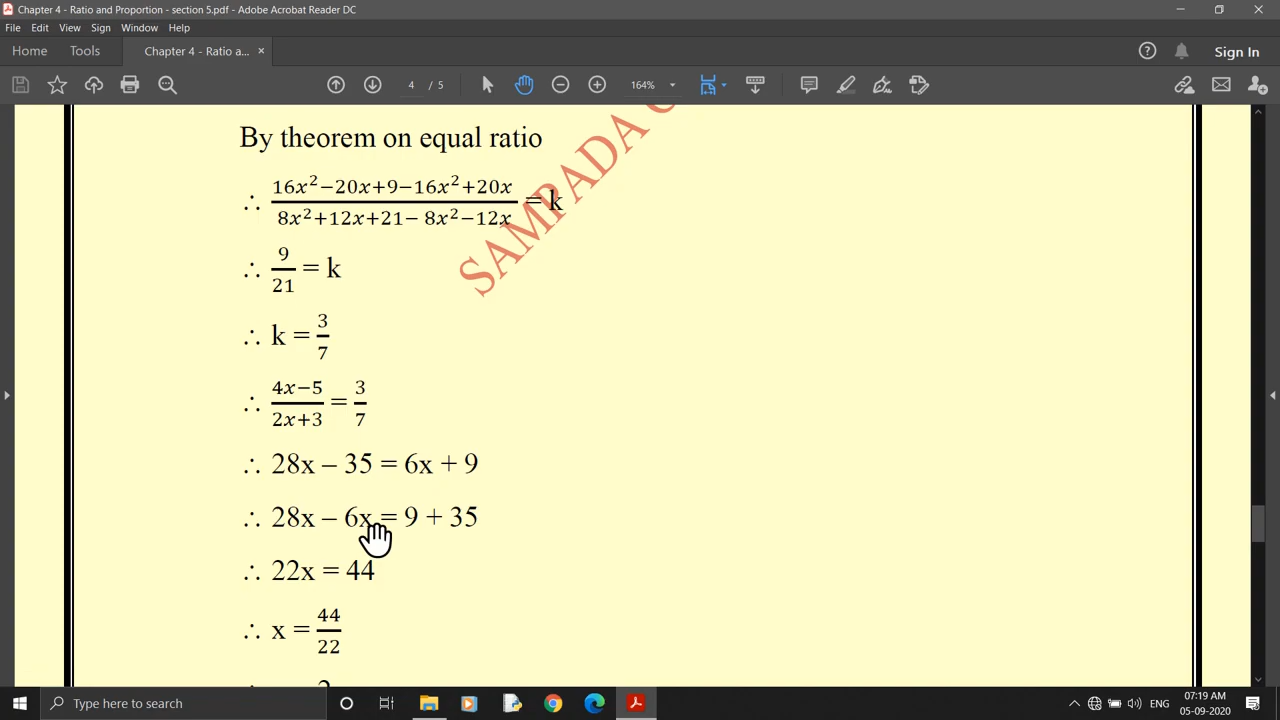 Chapter 4 - Ratio and Proportion - section 5.pdf - Adobe Acrobat Reader DC
File Edit View Sign Window Help
Home Tools Chapter 4 - Ratio a... × Sign In
4 / 5 164%
By theorem on equal ratio
∴ (16x²−20x+9−16x²+20x)/(8x²+12x+21− 8x²−12x) = k
∴ 9/21 = k
∴ k = 3/7
∴ (4x−5)/(2x+3) = 3/7
∴ 28x – 35 = 6x + 9
∴ 28x – 6x = 9 + 35
∴ 22x = 44
∴ x = 44/22
SAMPADA
Type here to search
ENG
07:19 AM
05-09-2020